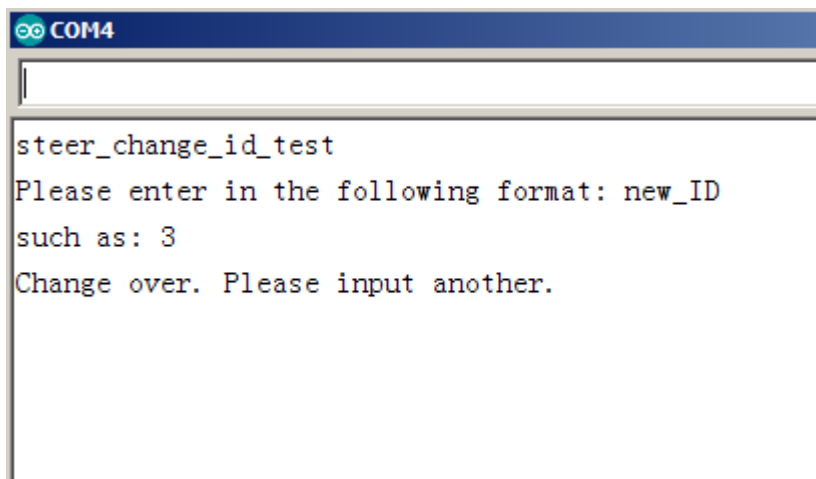 COM4
steer_change_id_test
Please enter in the following format: new_ID
such as: 3
Change over. Please input another.